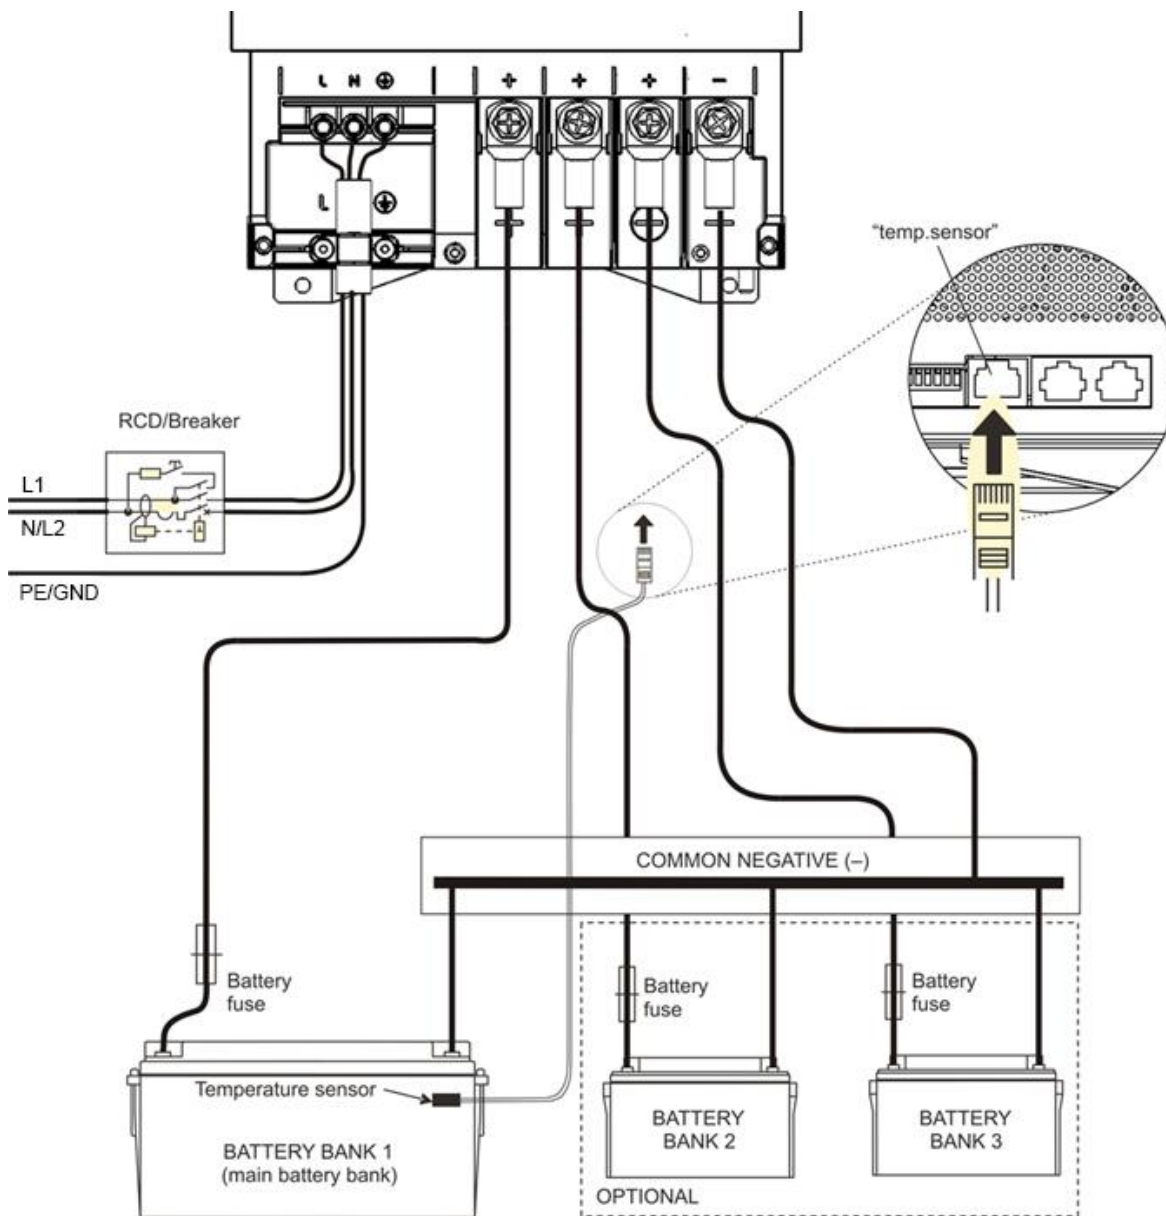 L N
+ + + -
L
"temp.sensor"
RCD/Breaker
L1
N/L2
PE/GND
COMMON NEGATIVE (–)
Battery
fuse
Battery
fuse
Battery
fuse
Temperature sensor
BATTERY BANK 1
(main battery bank)
BATTERY
BANK 2
BATTERY
BANK 3
OPTIONAL